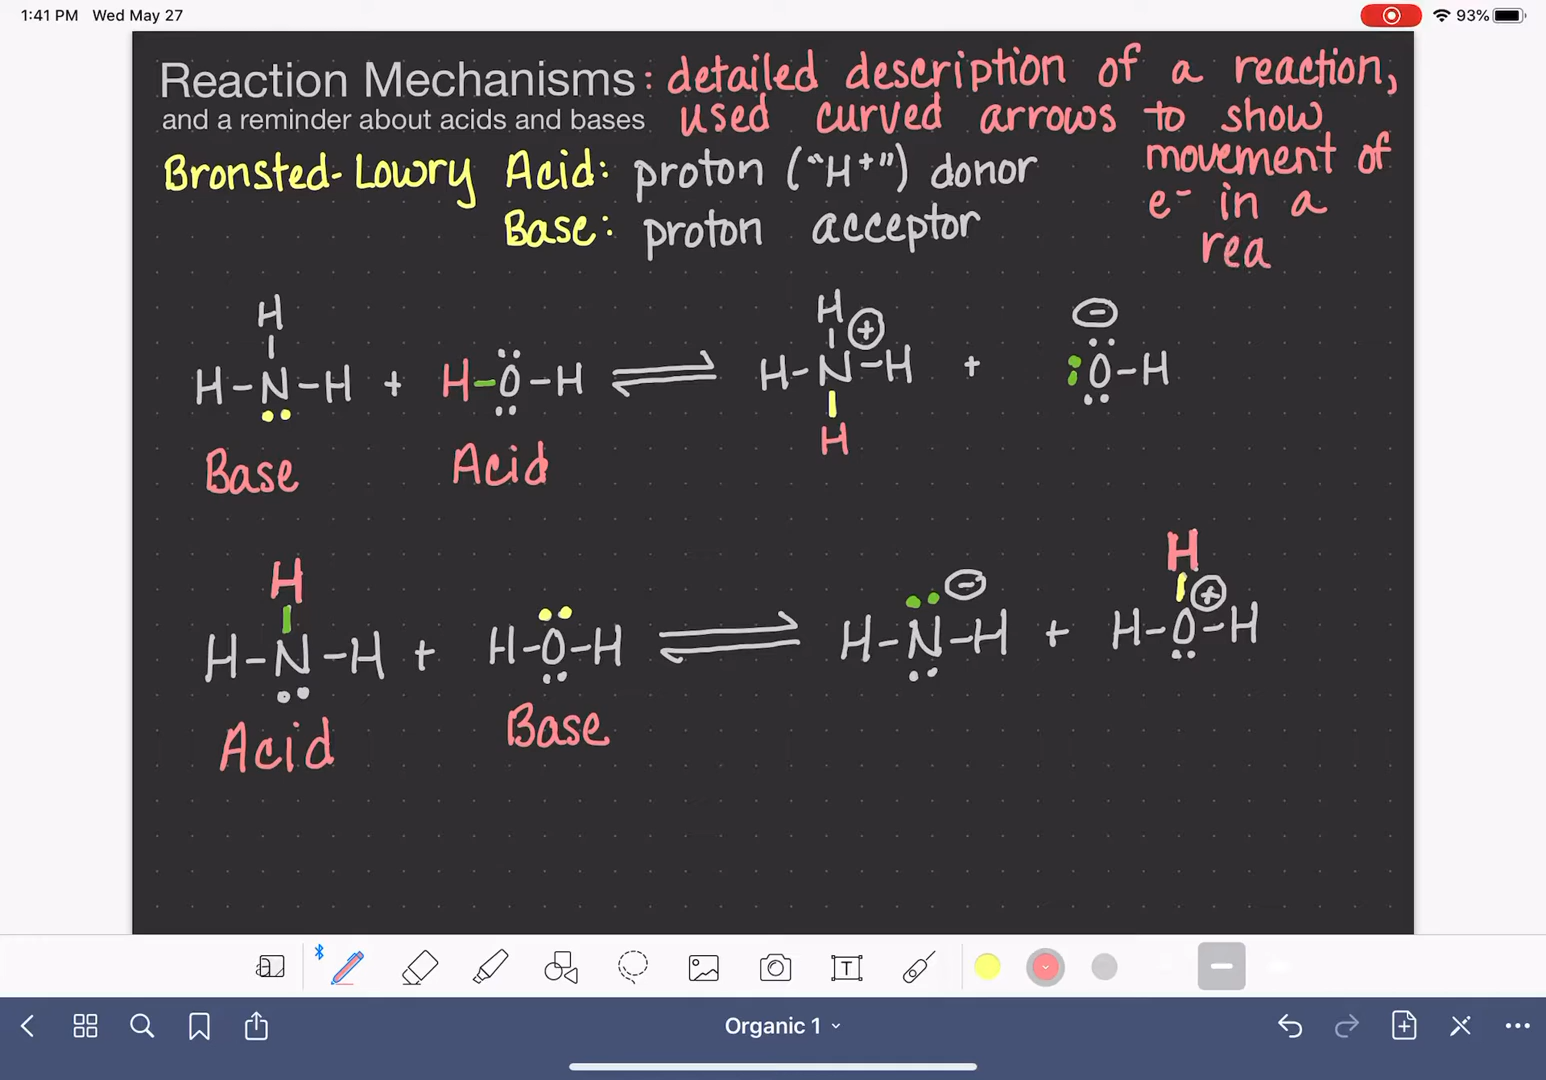 1:41 PM Wed May 27
93%
Reaction Mechanisms : detailed description of a reaction,
and a reminder about acids and bases used curved arrows to show
movement of
e⁻ in a
rea
Bronsted-Lowry Acid: proton ("H+") donor
Base: proton acceptor
H
H-N-H + H-O-H ⇌ H-N-H + O-H
H ⊕
H
⊖
Base Acid
H
H-N-H + H-O-H ⇌ H-N-H + H-O-H
⊖
H
⊕
Acid Base
T
Organic 1